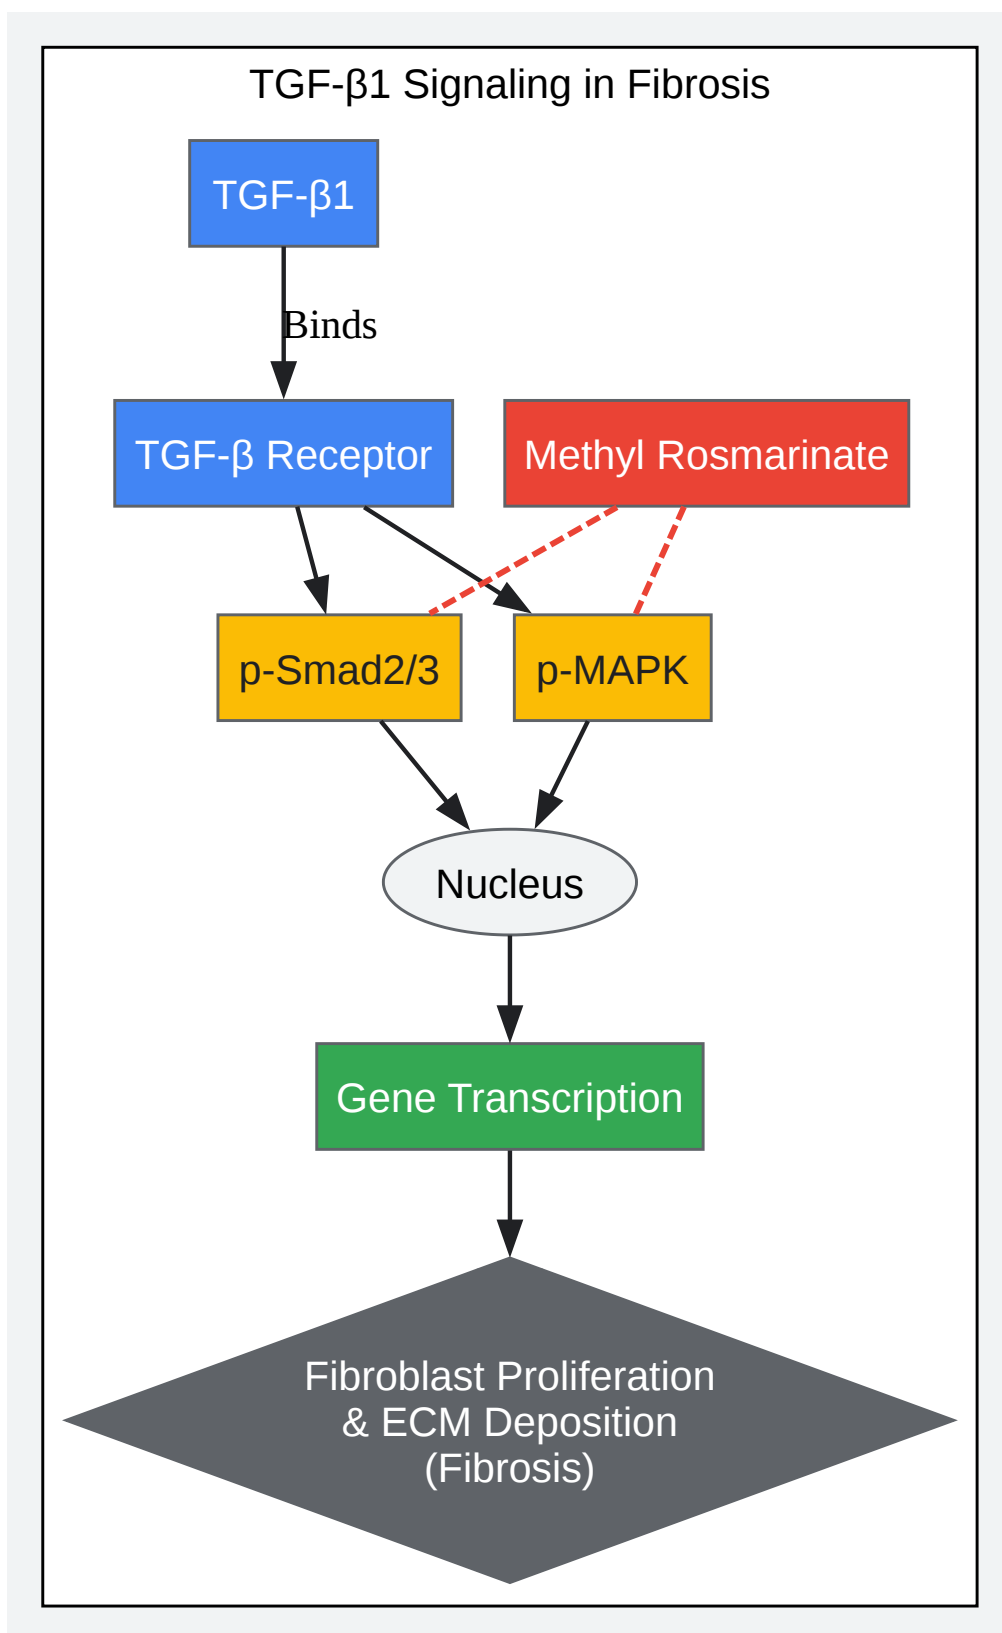 TGF-β1 Signaling in Fibrosis
TGF-β1
Binds
TGF-β Receptor
Methyl Rosmarinate
p-Smad2/3
p-MAPK
Nucleus
Gene Transcription
Fibroblast Proliferation
& ECM Deposition
(Fibrosis)